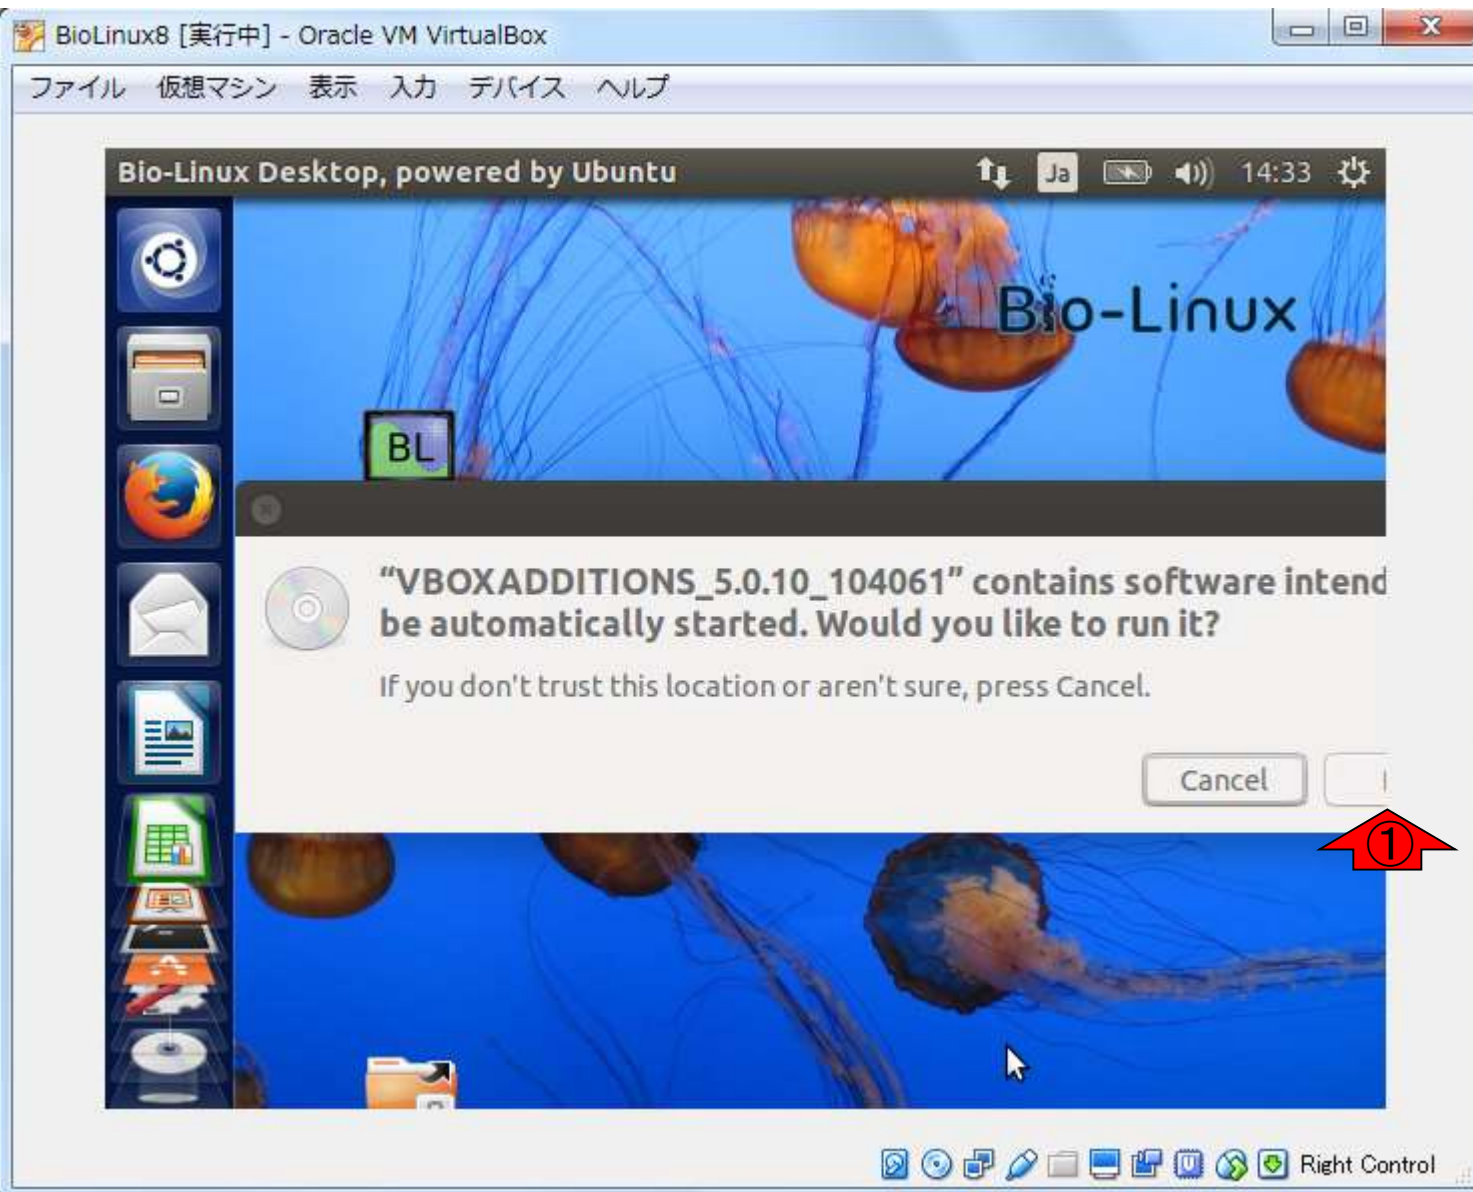 BioLinux8 [実行中] - Oracle VM VirtualBox
ファイル 仮想マシン 表示 入力 デバイス ヘルプ
Bio-Linux Desktop, powered by Ubuntu Ja 14:33
Bio-Linux
BL
“VBOXADDITIONS_5.0.10_104061” contains software intend
be automatically started. Would you like to run it?
If you don't trust this location or aren't sure, press Cancel.
Cancel
①
Right Control